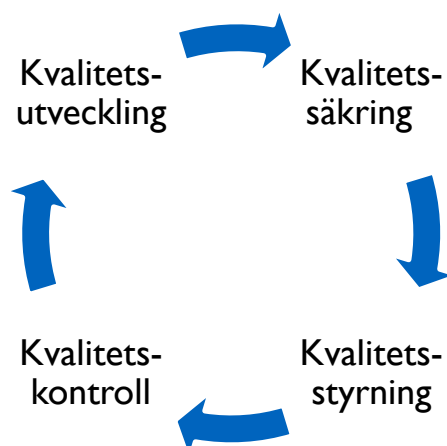 Kvalitets-
utveckling
Kvalitets-
säkring
Kvalitets-
kontroll
Kvalitets-
styrning